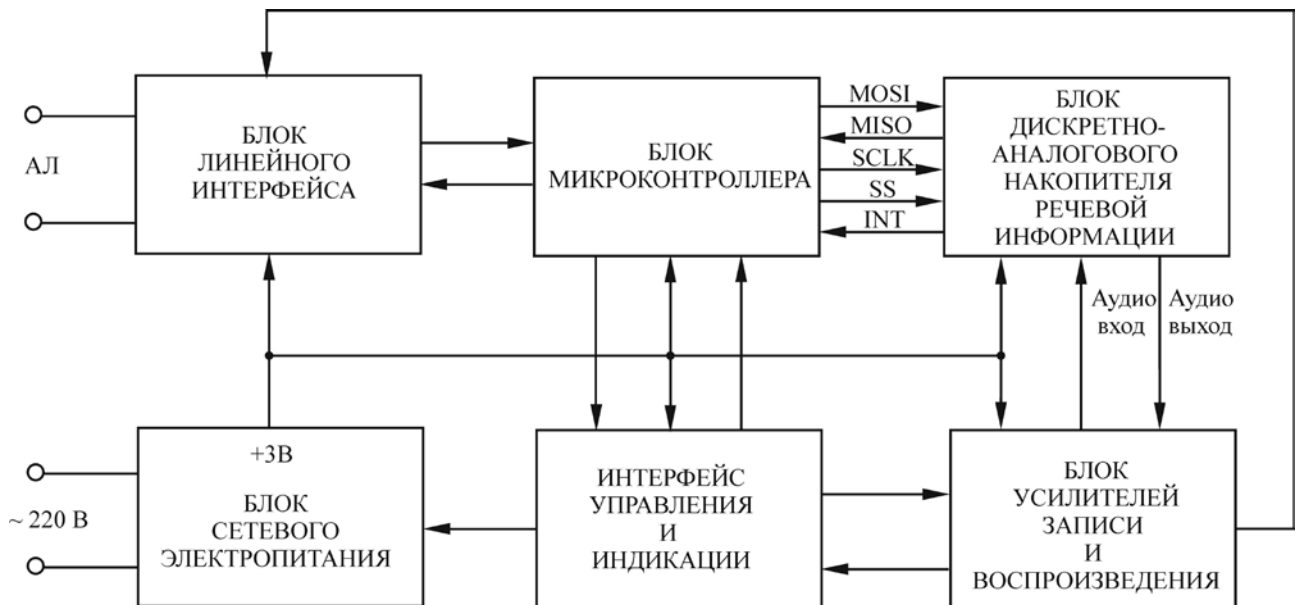 АЛ
БЛОК
ЛИНЕЙНОГО
ИНТЕРФЕЙСА
БЛОК
МИКРОКОНТРОЛЛЕРА
MOSI
MISO
SCLK
SS
INT
БЛОК
ДИСКРЕТНО-
АНАЛОГОВОГО
НАКОПИТЕЛЯ
РЕЧЕВОЙ
ИНФОРМАЦИИ
Аудио
вход
Аудио
выход
~ 220 В
+3В
БЛОК
СЕТЕВОГО
ЭЛЕКТРОПИТАНИЯ
ИНТЕРФЕЙС
УПРАВЛЕНИЯ
И
ИНДИКАЦИИ
БЛОК
УСИЛИТЕЛЕЙ
ЗАПИСИ
И
ВОСПРОИЗВЕДЕНИЯ